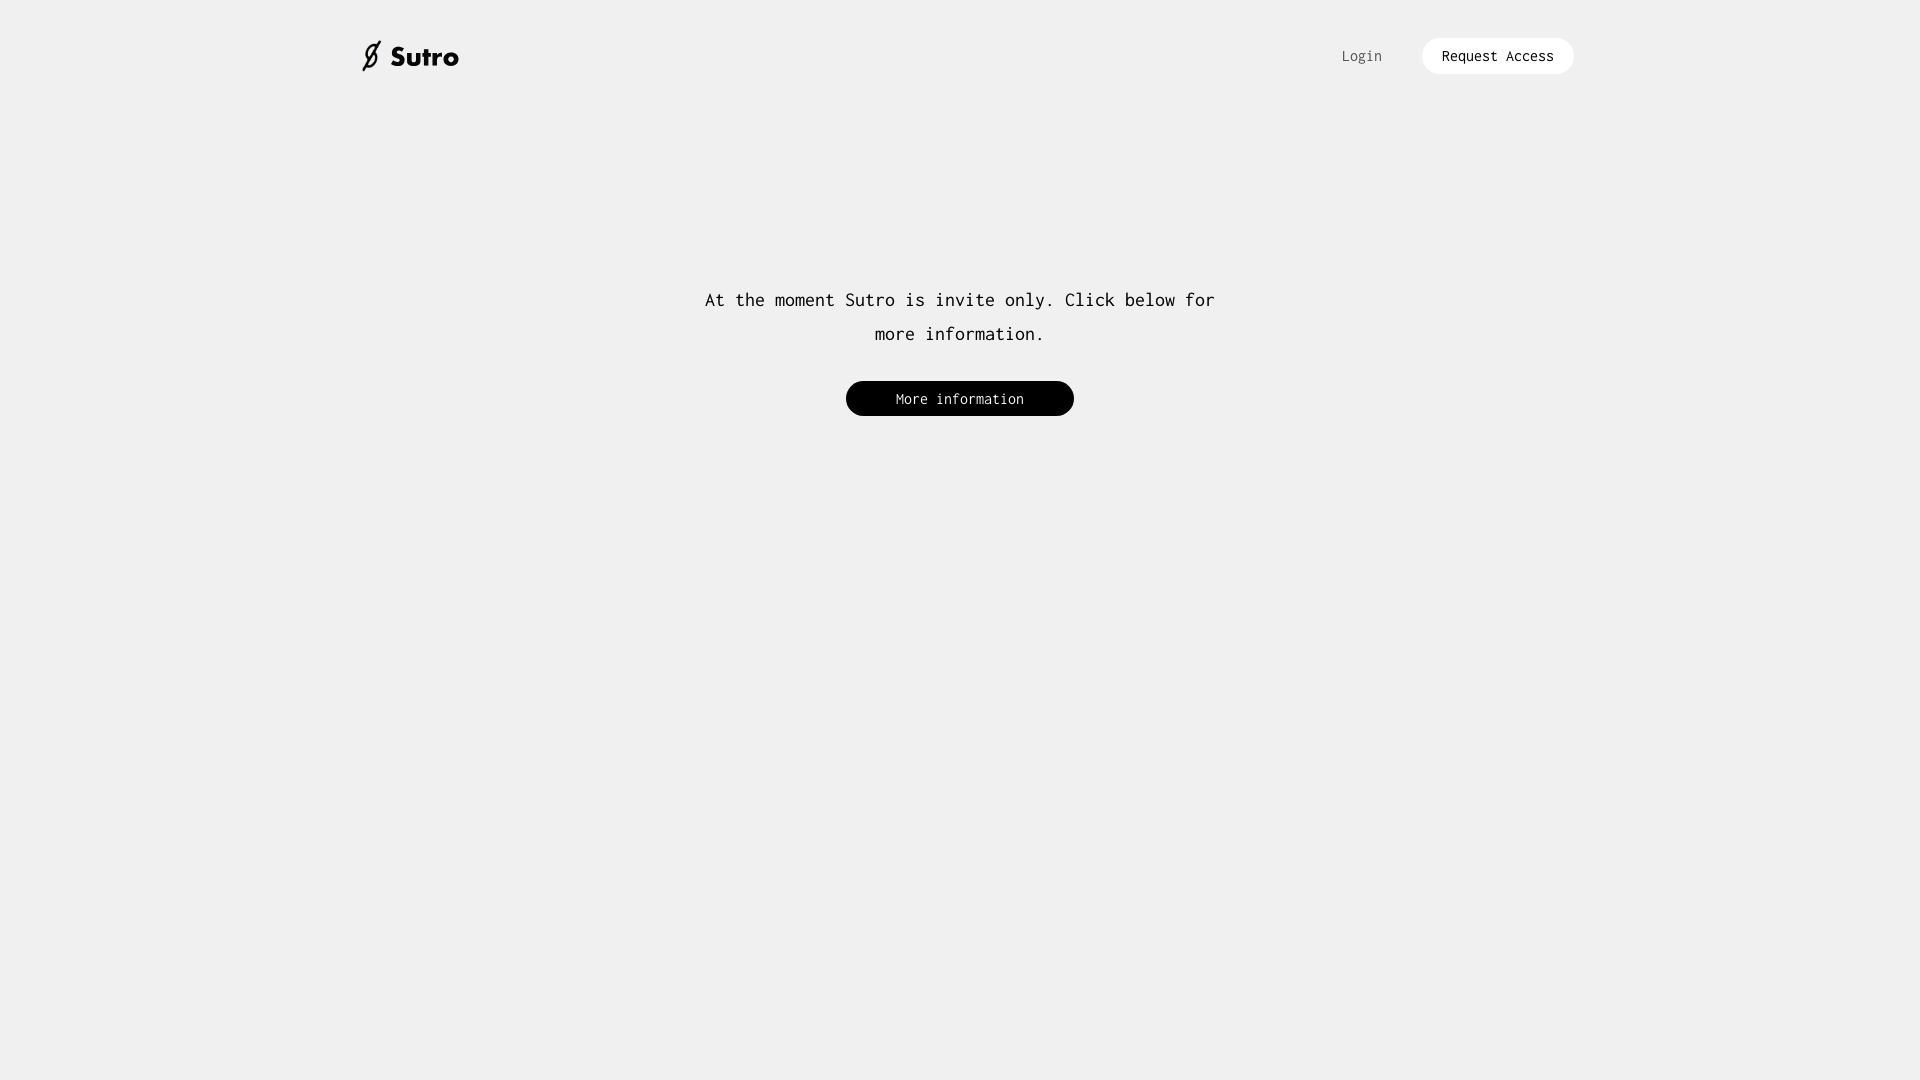 Sutro
Login
Request Access
At the moment Sutro is invite only. Click below for
more information.
More information